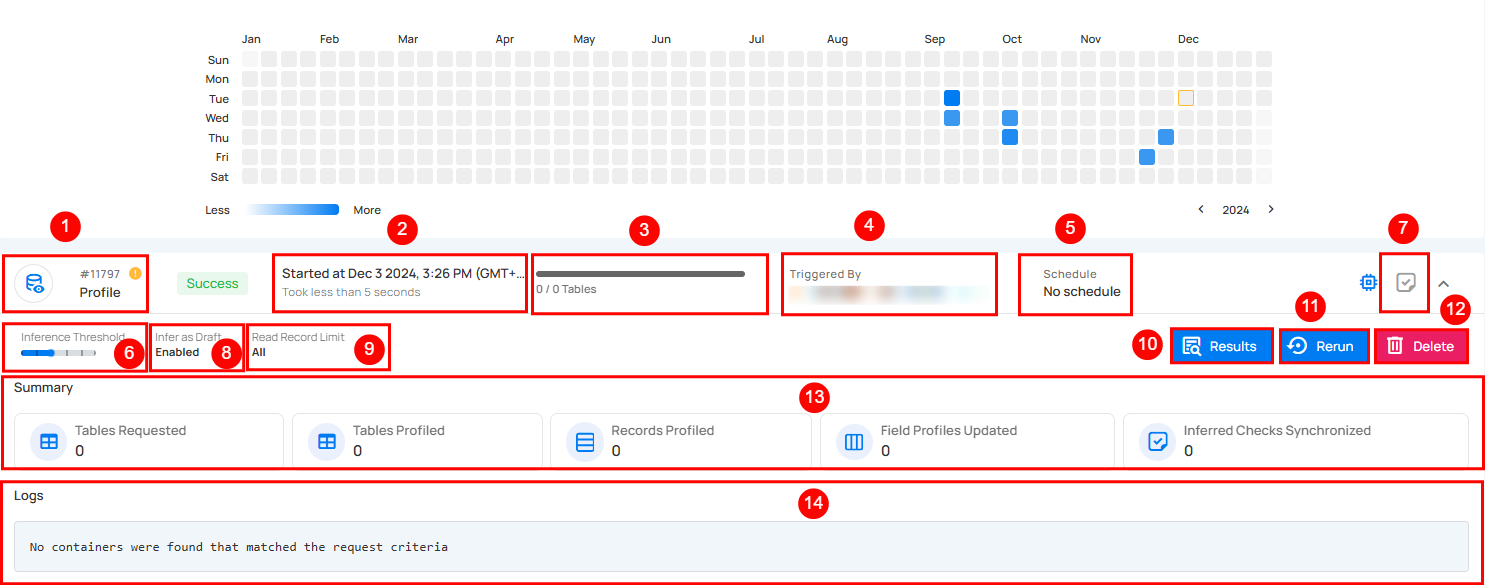 Jan Feb Mar Apr May Jun Jul Aug Sep Oct Nov Dec
Sun
Mon
Tue
Wed
Thu
Fri
Sat
Less More 2024
1 2 3 4 5 7
#11797
Profile
Success
Started at Dec 3 2024, 3:26 PM (GMT+...
Took less than 5 seconds
0 / 0 Tables
Triggered By
Schedule
No schedule
Inference Threshold
6
Infer as Draft
Enabled
8
Read Record Limit
All
9
10 11 12
Results Rerun Delete
Summary
13
Tables Requested
0
Tables Profiled
0
Records Profiled
0
Field Profiles Updated
0
Inferred Checks Synchronized
0
Logs
14
No containers were found that matched the request criteria